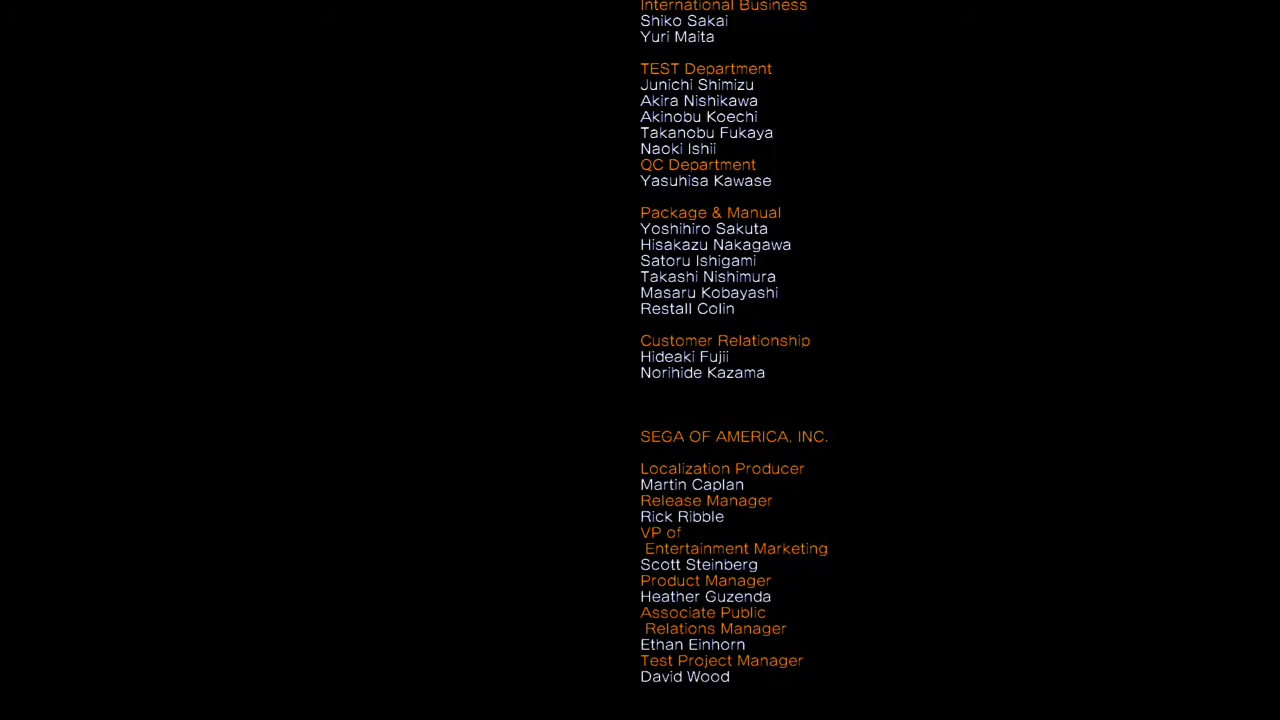 International Business
Shiko Sakai
Yuri Maita
TEST Department
Junichi Shimizu
Akira Nishikawa
Akinobu Koechi
Takanobu Fukaya
Naoki Ishii
QC Department
Yasuhisa Kawase
Package & Manual
Yoshihiro Sakuta
Hisakazu Nakagawa
Satoru Ishigami
Takashi Nishimura
Masaru Kobayashi
Restall Colin
Customer Relationship
Hideaki Fujii
Norihide Kazama
SEGA OF AMERICA, INC.
Localization Producer
Martin Caplan
Release Manager
Rick Ribble
VP of
Entertainment Marketing
Scott Steinberg
Product Manager
Heather Guzenda
Associate Public
Relations Manager
Ethan Einhorn
Test Project Manager
David Wood